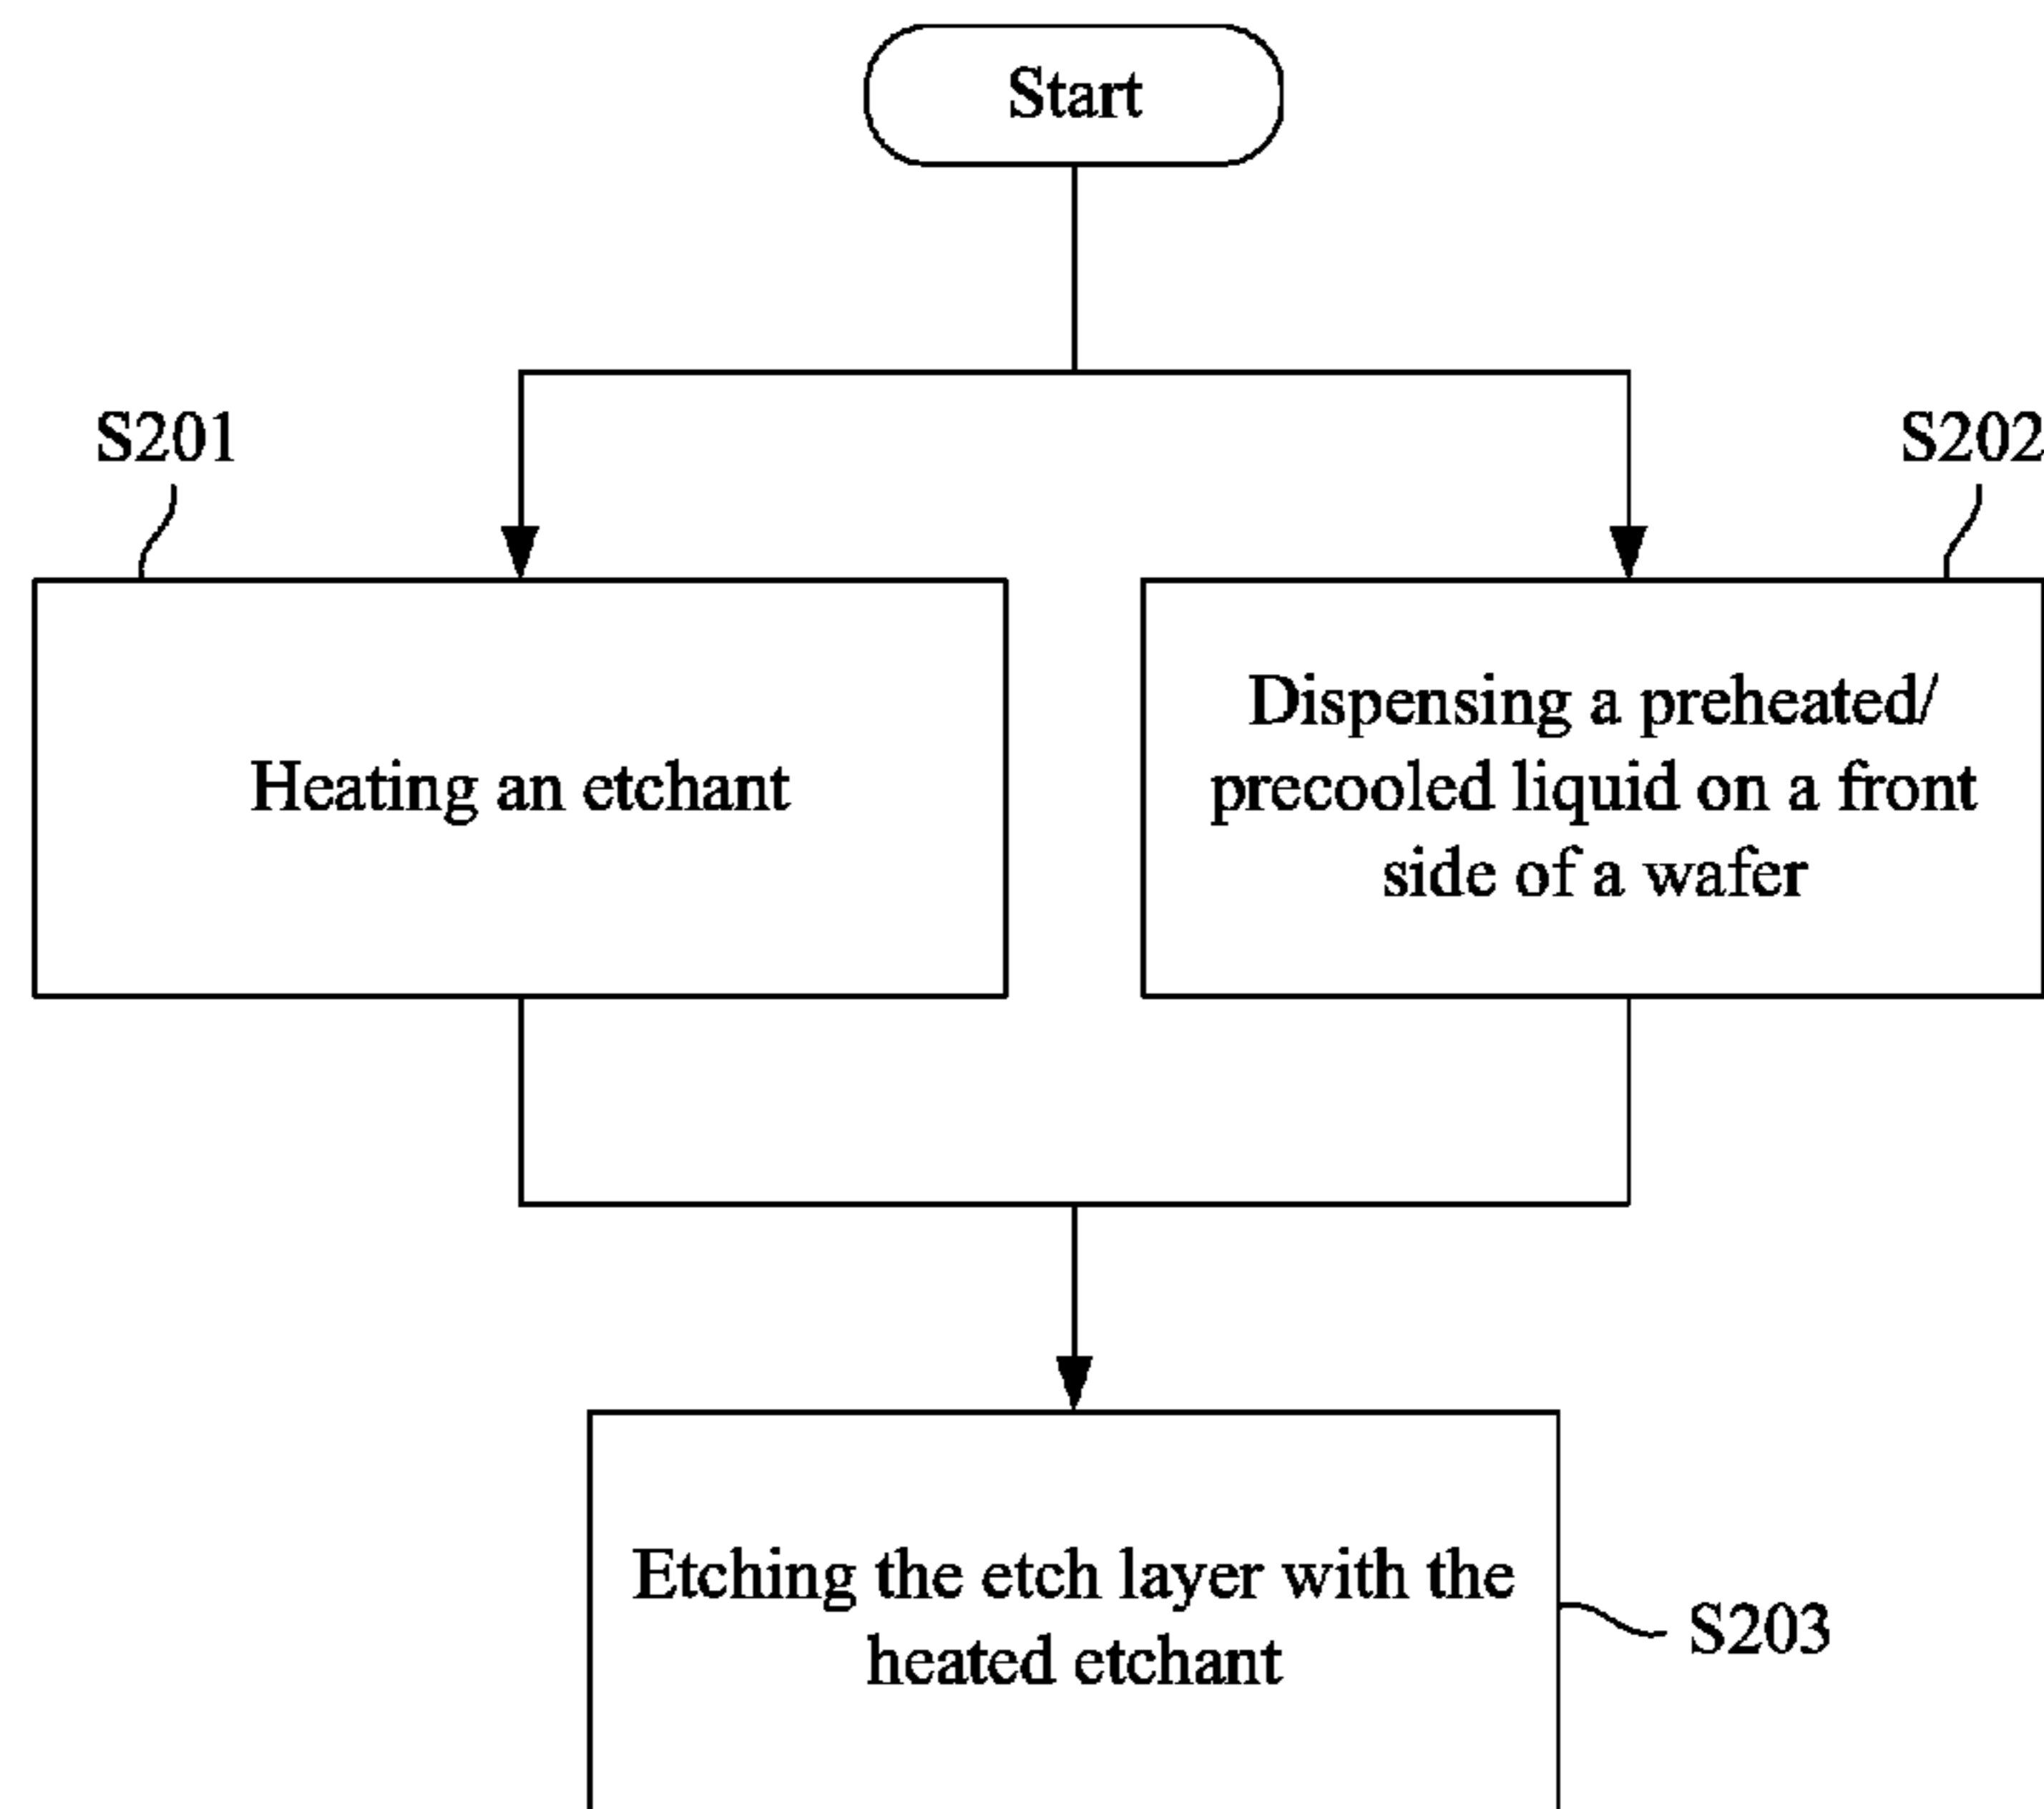 Start
S201
S202
Heating an etchant
Dispensing a preheated/
precooled liquid on a front
side of a wafer
Etching the etch layer with the
heated etchant
S203